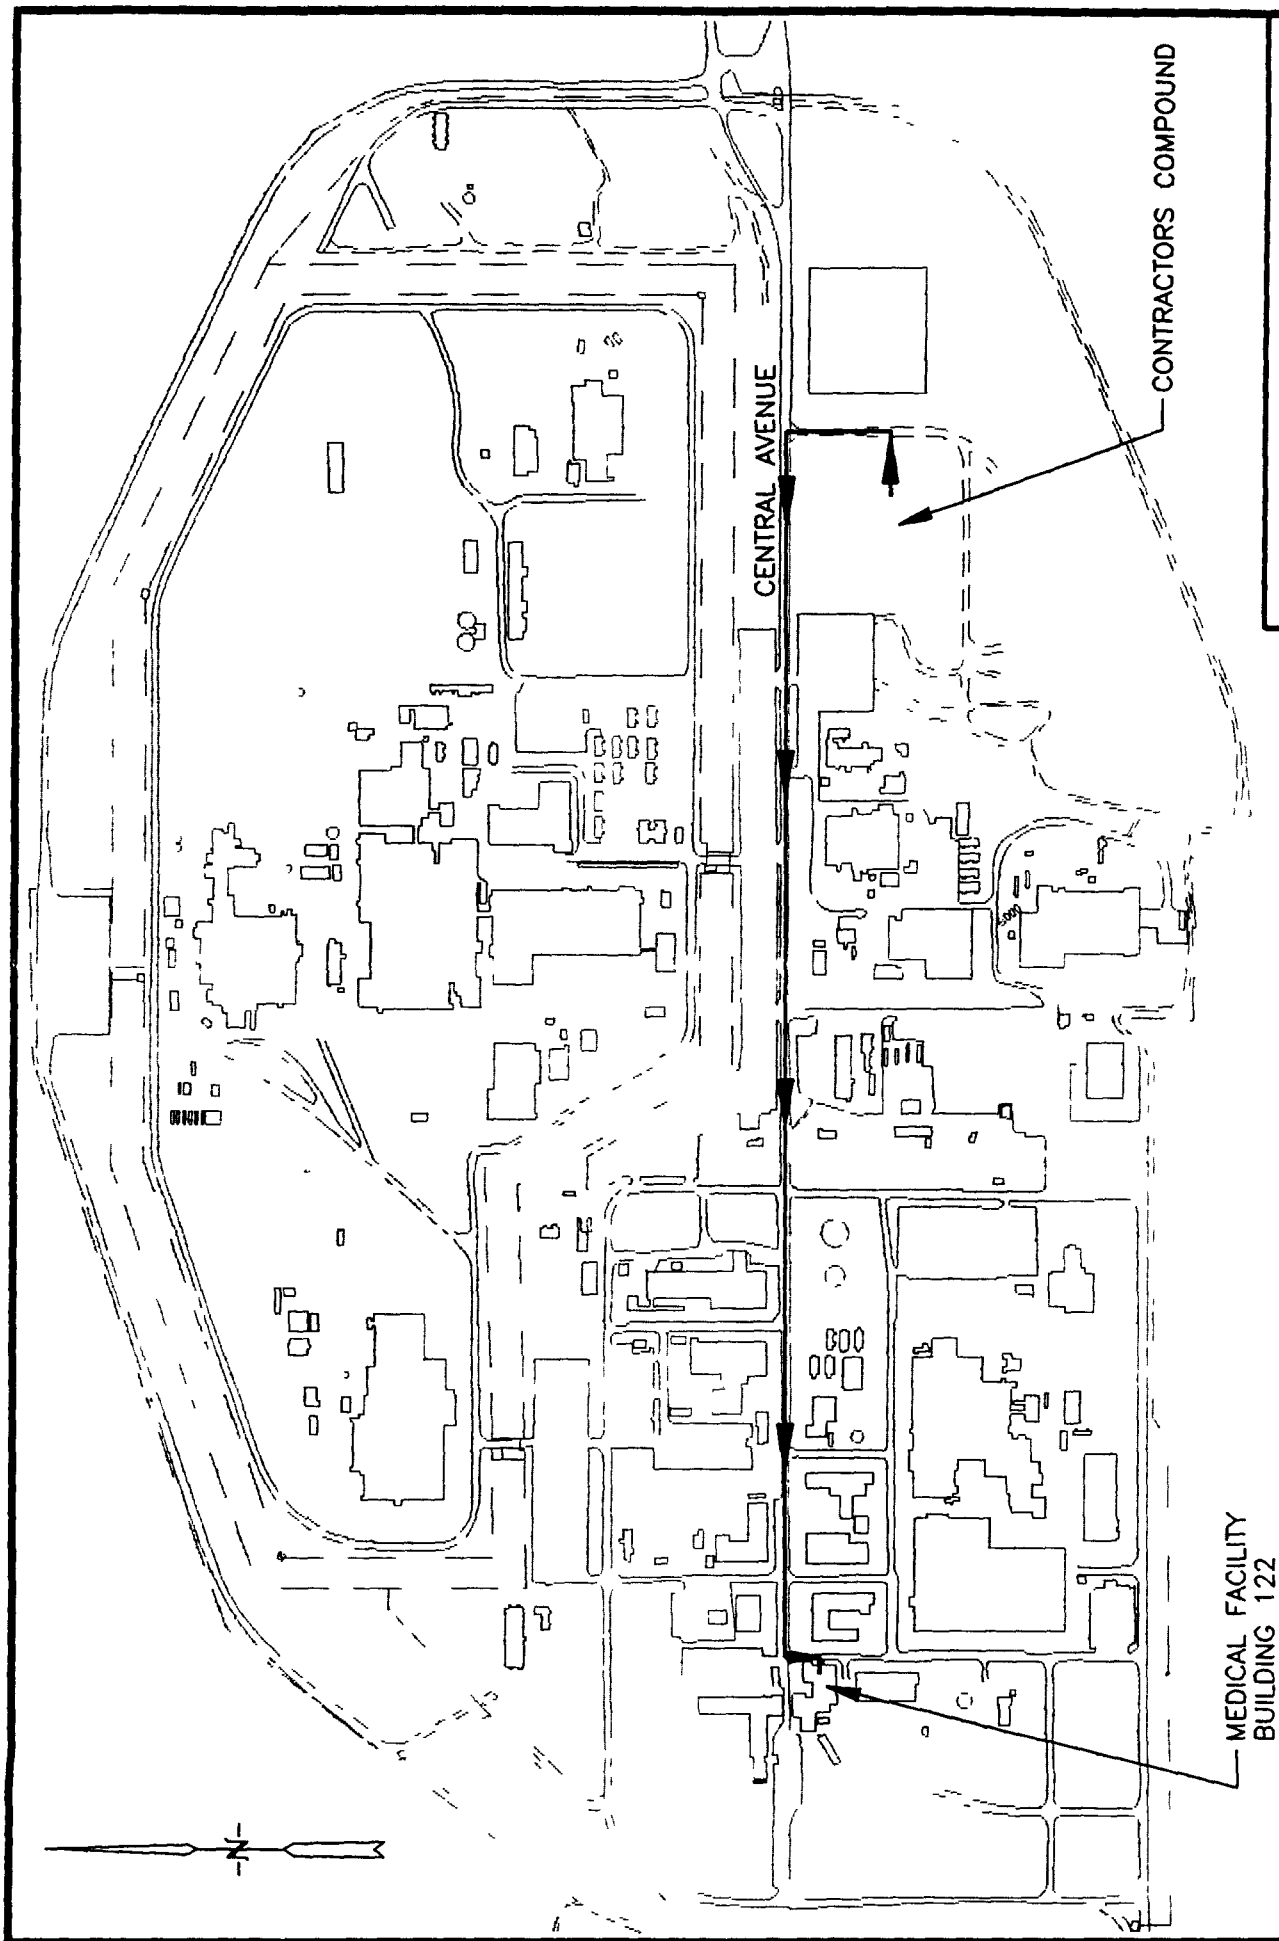 CENTRAL AVENUE
CONTRACTORS COMPOUND
MEDICAL FACILITY
BUILDING 122
N